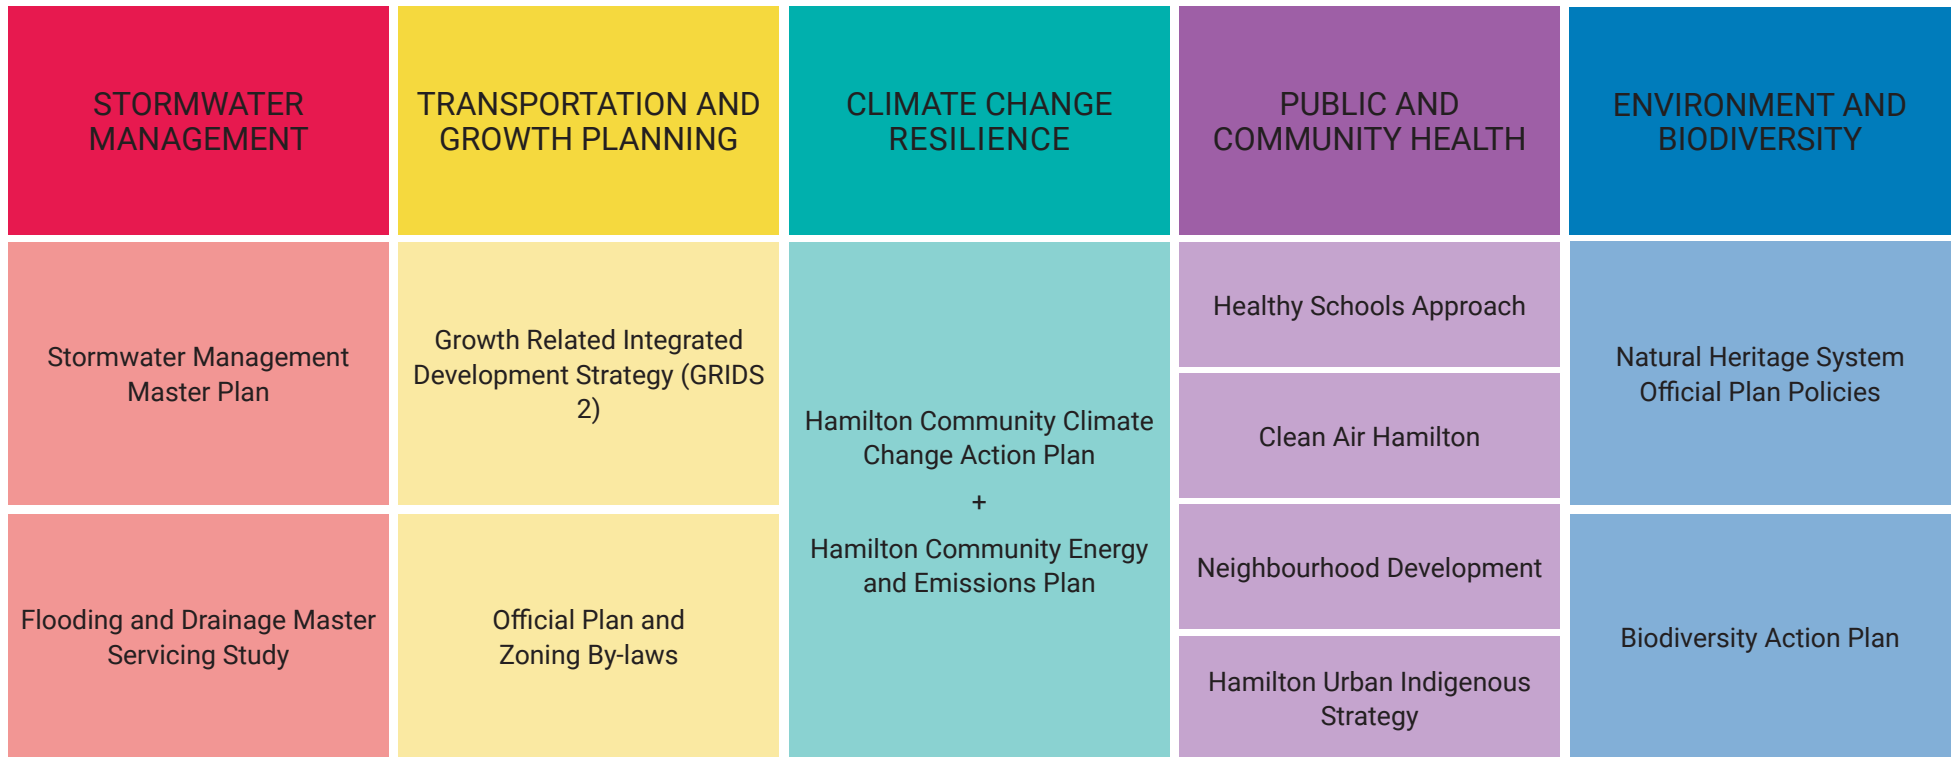 STORMWATER
MANAGEMENT
TRANSPORTATION AND
GROWTH PLANNING
CLIMATE CHANGE
RESILIENCE
PUBLIC AND
COMMUNITY HEALTH
ENVIRONMENT AND
BIODIVERSITY
Stormwater Management
Master Plan
Flooding and Drainage Master
Servicing Study
Growth Related Integrated
Development Strategy (GRIDS
2)
Official Plan and
Zoning By-laws
Hamilton Community Climate
Change Action Plan
+
Hamilton Community Energy
and Emissions Plan
Healthy Schools Approach
Clean Air Hamilton
Neighbourhood Development
Hamilton Urban Indigenous
Strategy
Natural Heritage System
Official Plan Policies
Biodiversity Action Plan